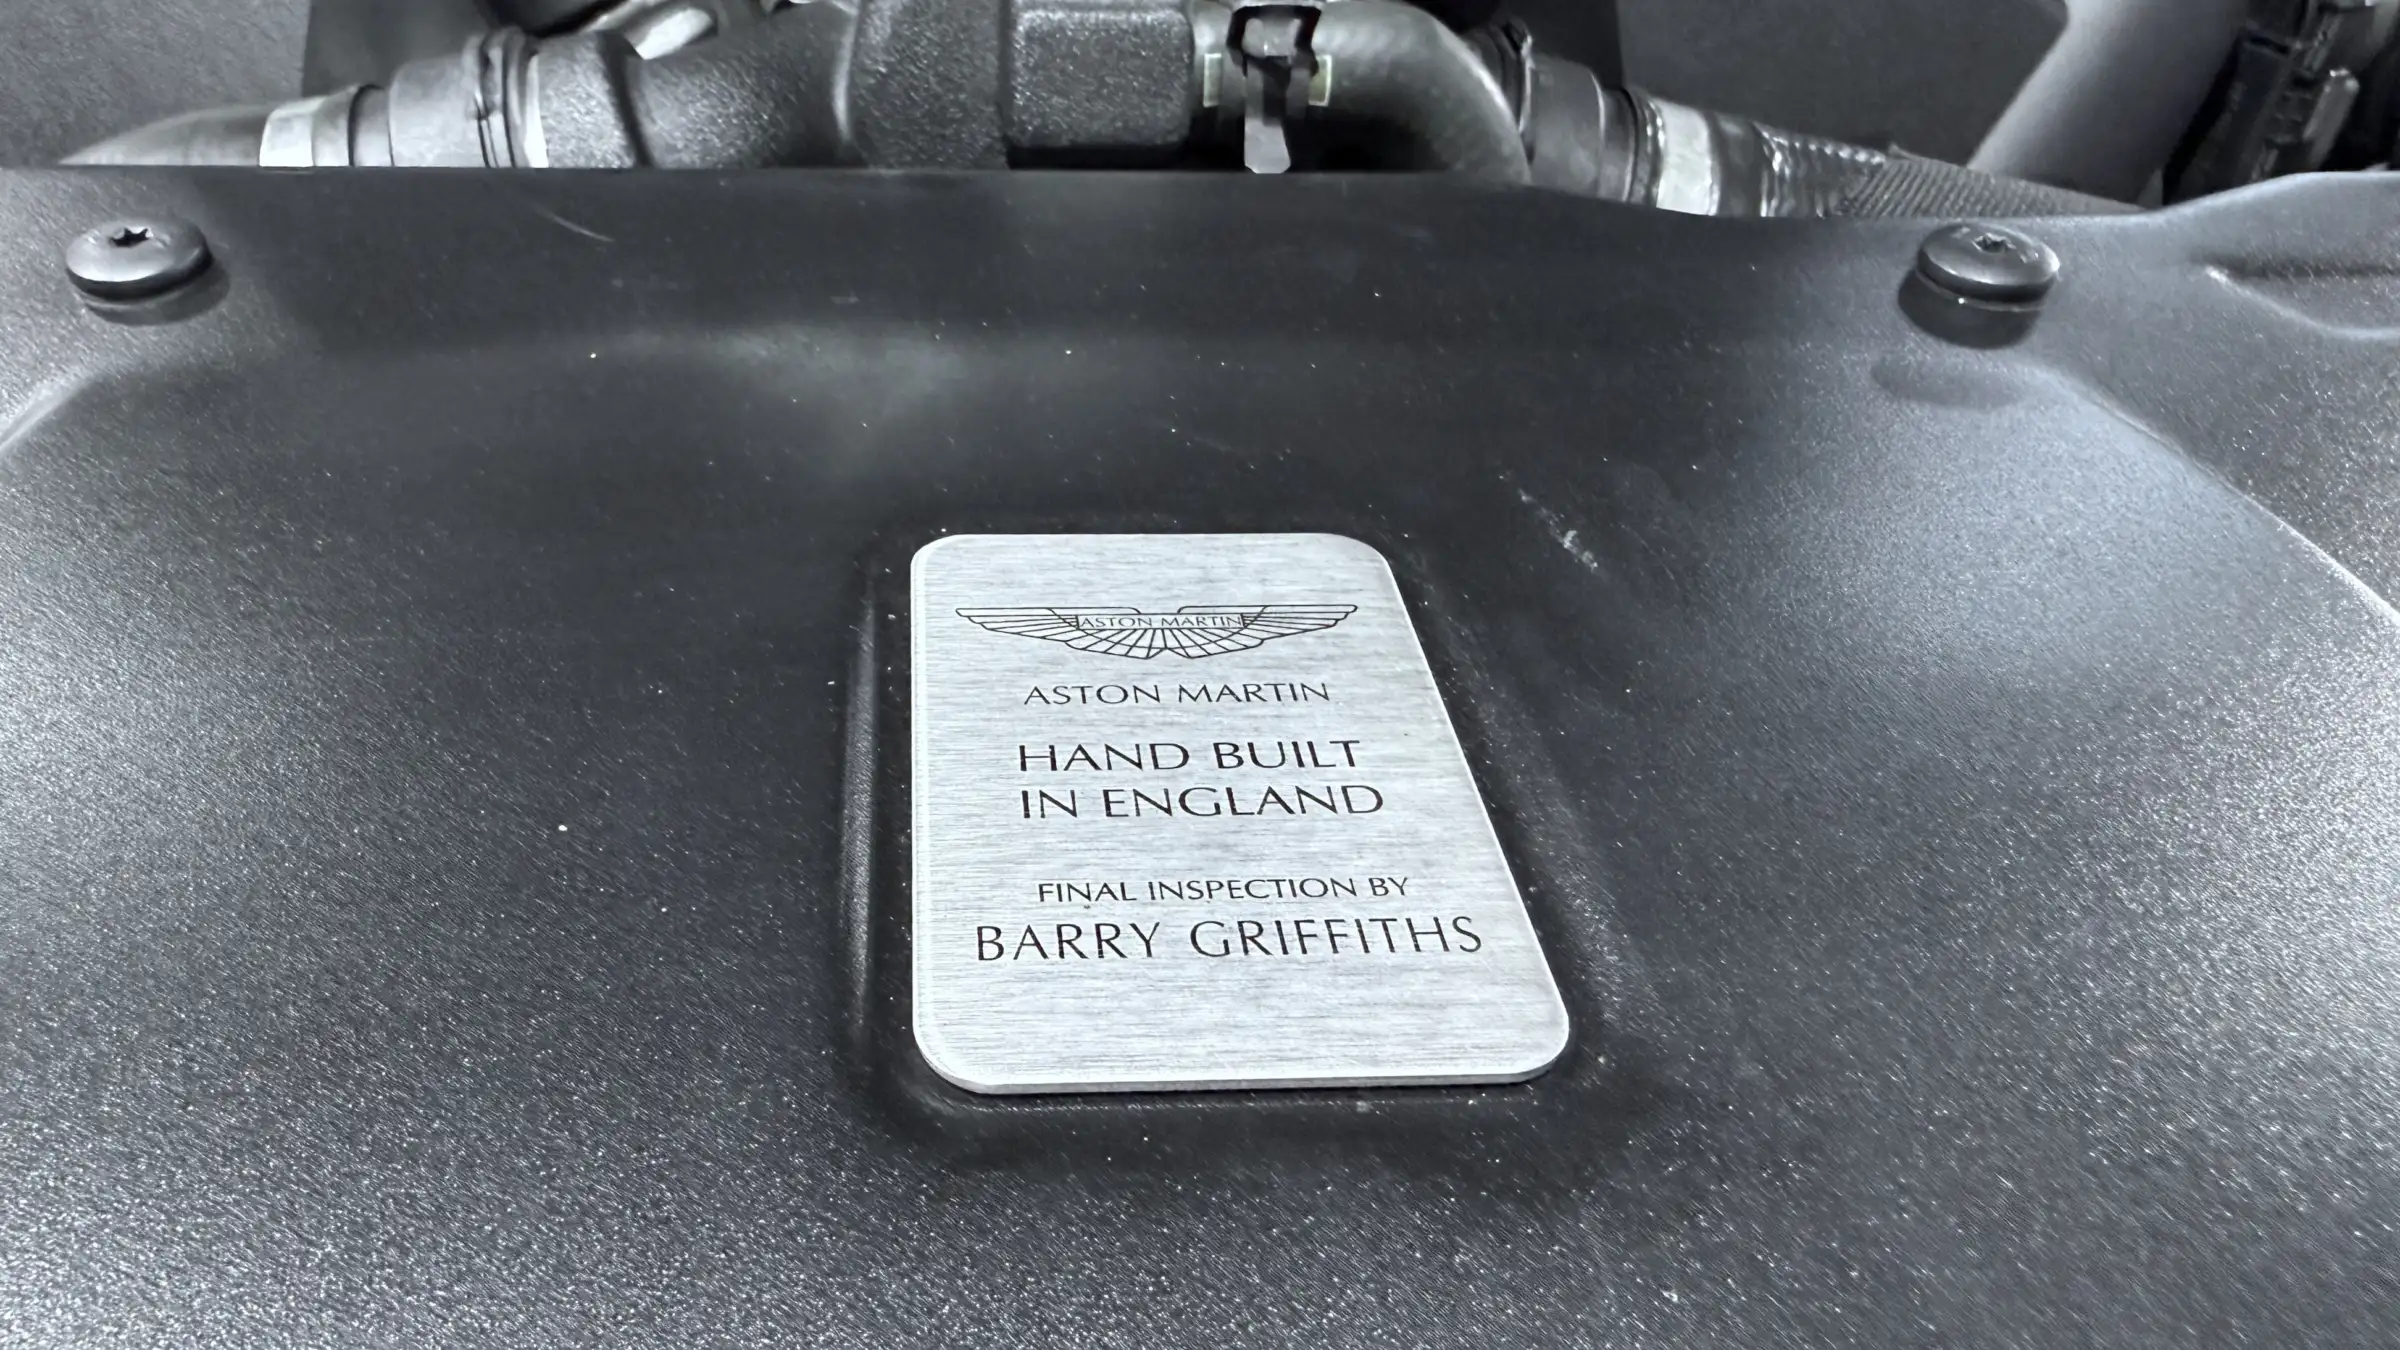 ASTON MARTIN
ASTON MARTIN
HAND BUILT
IN ENGLAND
FINAL INSPECTION BY
BARRY GRIFFITHS